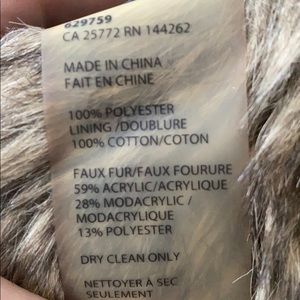 829759
CA 25772 RN 144262
MADE IN CHINA
FAIT EN CHINE
100% POLYESTER
LINING /DOUBLURE
100% COTTON/COTON
FAUX FUR/FAUX FOURURE
59% ACRYLIC/ACRYLIQUE
28% MODACRYLIC /
MODACRYLIQUE
13% POLYESTER
DRY CLEAN ONLY
NETTOYER À SEC
SEULEMENT